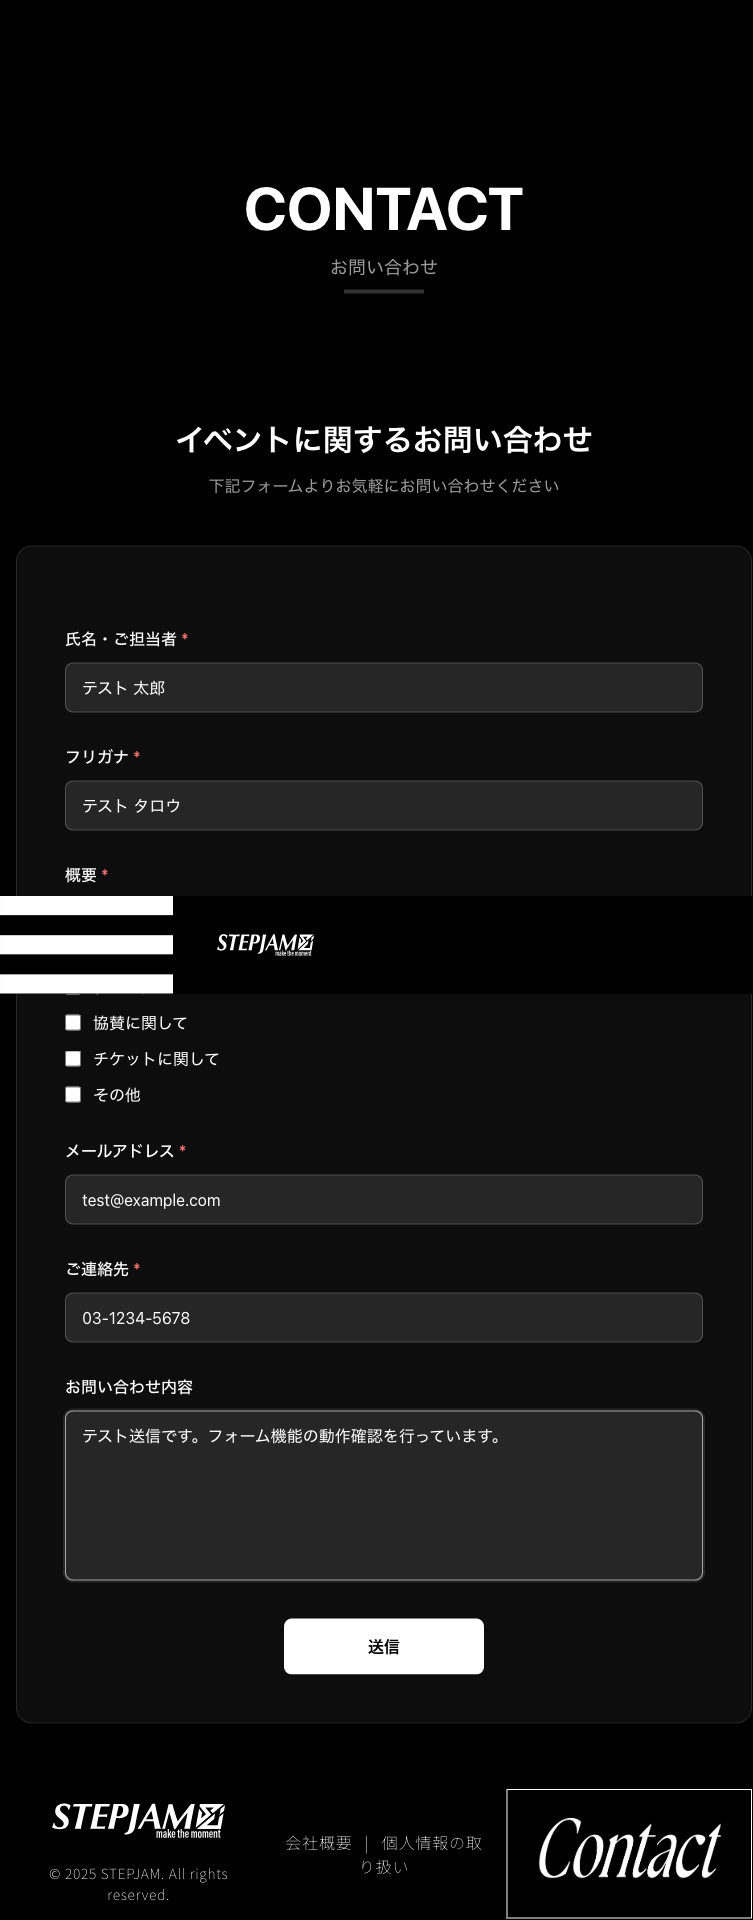 CONTACT
お問い合わせ
イベントに関するお問い合わせ
下記フォームよりお気軽にお問い合わせください
氏名・ご担当者 *
テスト 太郎
フリガナ *
テスト タロウ
概要 *
STEPJAM
make the moment
協賛に関して
チケットに関して
その他
メールアドレス *
test@example.com
ご連絡先 *
03-1234-5678
お問い合わせ内容
テスト送信です。フォーム機能の動作確認を行っています。
送信
STEPJAM
make the moment
© 2025 STEPJAM. All rights
reserved.
会社概要 | 個人情報の取
り扱い
Contact